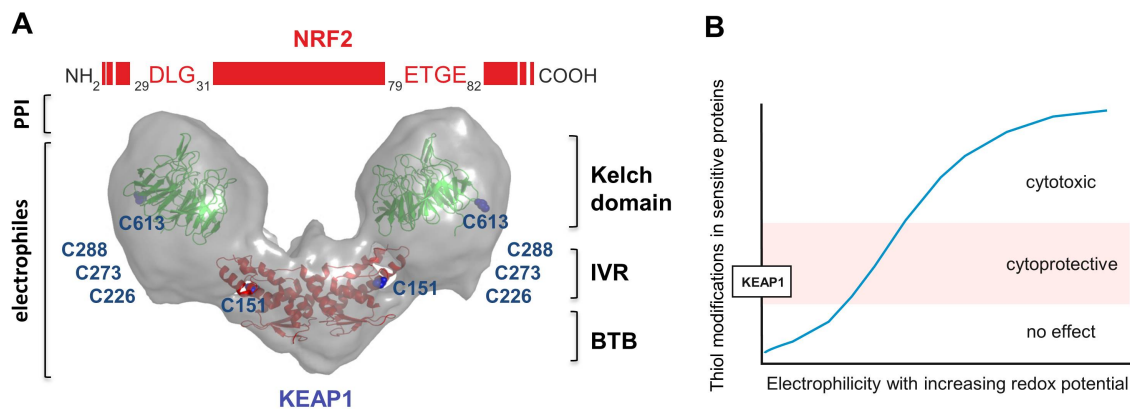 A
NRF2
NH2 29DLG31 79ETGE82 COOH
PPI
electrophiles
Kelch
domain
C613 C613
C288 C288
C273 C273
C226 C226
IVR
C151 C151
BTB
KEAP1
B
Thiol modifications in sensitive proteins
cytotoxic
cytoprotective
KEAP1
no effect
Electrophilicity with increasing redox potential